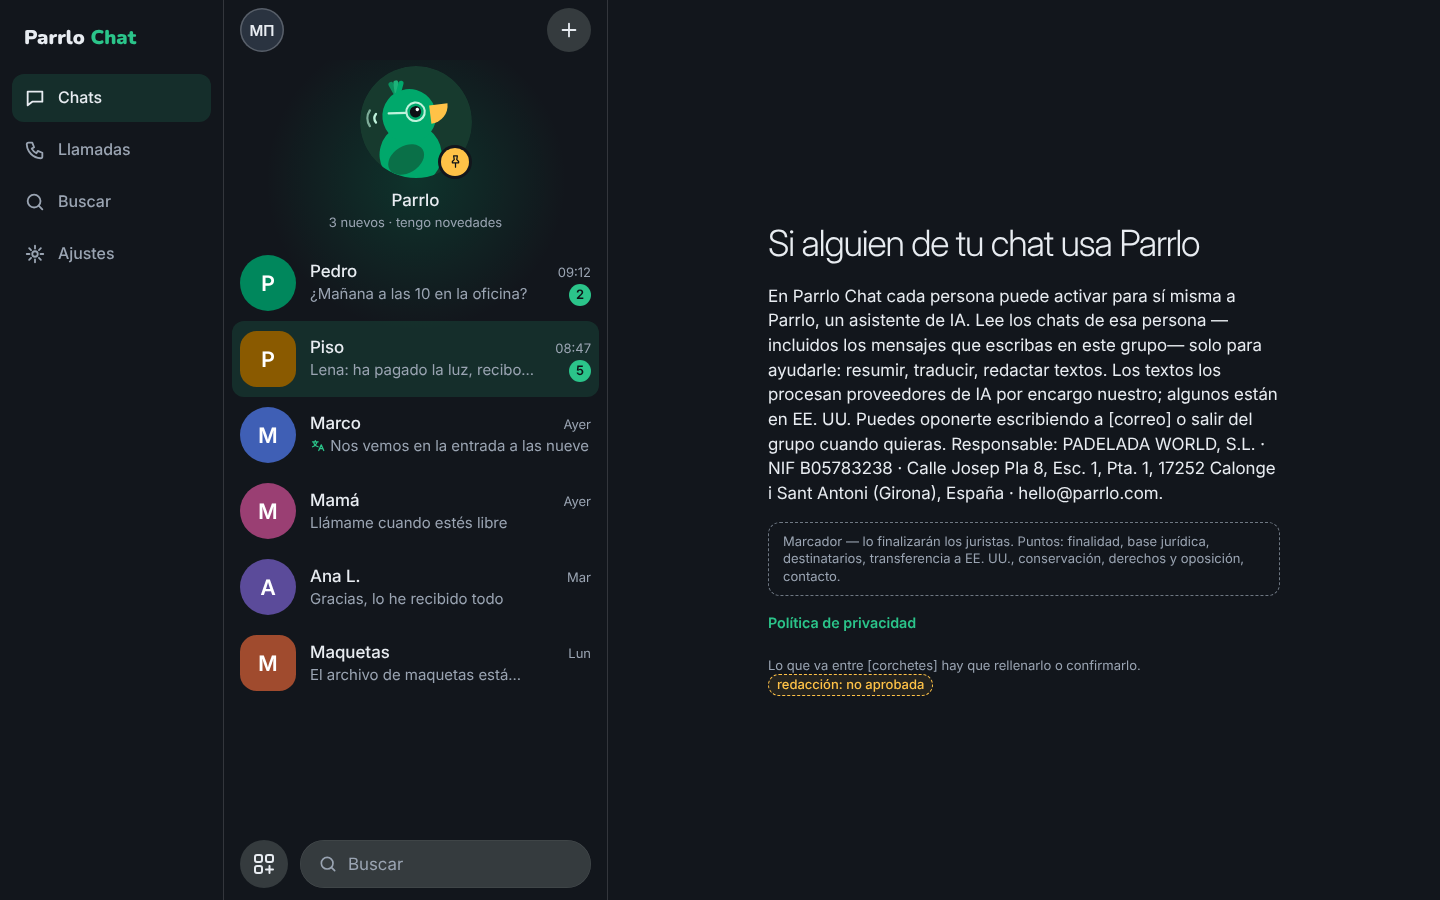 Parrlo Chat
Chats
Llamadas
Buscar
Ajustes
МП
Parrlo
3 nuevos · tengo novedades
P
Pedro
09:12
¿Mañana a las 10 en la oficina?
2
P
Piso
08:47
Lena: ha pagado la luz, recibo...
5
M
Marco
Ayer
Nos vemos en la entrada a las nueve
M
Mamá
Ayer
Llámame cuando estés libre
A
Ana L.
Mar
Gracias, lo he recibido todo
M
Maquetas
Lun
El archivo de maquetas está...
Buscar
Si alguien de tu chat usa Parrlo
En Parrlo Chat cada persona puede activar para sí misma a
Parrlo, un asistente de IA. Lee los chats de esa persona —
incluidos los mensajes que escribas en este grupo— solo para
ayudarle: resumir, traducir, redactar textos. Los textos los
procesan proveedores de IA por encargo nuestro; algunos están
en EE. UU. Puedes oponerte escribiendo a [correo] o salir del
grupo cuando quieras. Responsable: PADELADA WORLD, S.L. ·
NIF B05783238 · Calle Josep Pla 8, Esc. 1, Pta. 1, 17252 Calonge
i Sant Antoni (Girona), España · hello@parrlo.com.
Marcador — lo finalizarán los juristas. Puntos: finalidad, base jurídica,
destinatarios, transferencia a EE. UU., conservación, derechos y oposición,
contacto.
Política de privacidad
Lo que va entre [corchetes] hay que rellenarlo o confirmarlo.
redacción: no aprobada